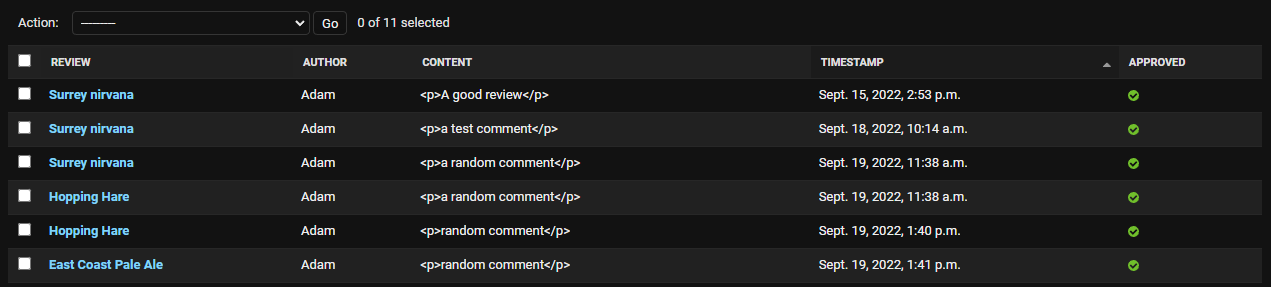 Action: --------- Go 0 of 11 selected
REVIEW AUTHOR CONTENT TIMESTAMP APPROVED
Surrey nirvana Adam <p>A good review</p> Sept. 15, 2022, 2:53 p.m.
Surrey nirvana Adam <p>a test comment</p> Sept. 18, 2022, 10:14 a.m.
Surrey nirvana Adam <p>a random comment</p> Sept. 19, 2022, 11:38 a.m.
Hopping Hare Adam <p>a random comment</p> Sept. 19, 2022, 11:38 a.m.
Hopping Hare Adam <p>random comment</p> Sept. 19, 2022, 1:40 p.m.
East Coast Pale Ale Adam <p>random comment</p> Sept. 19, 2022, 1:41 p.m.